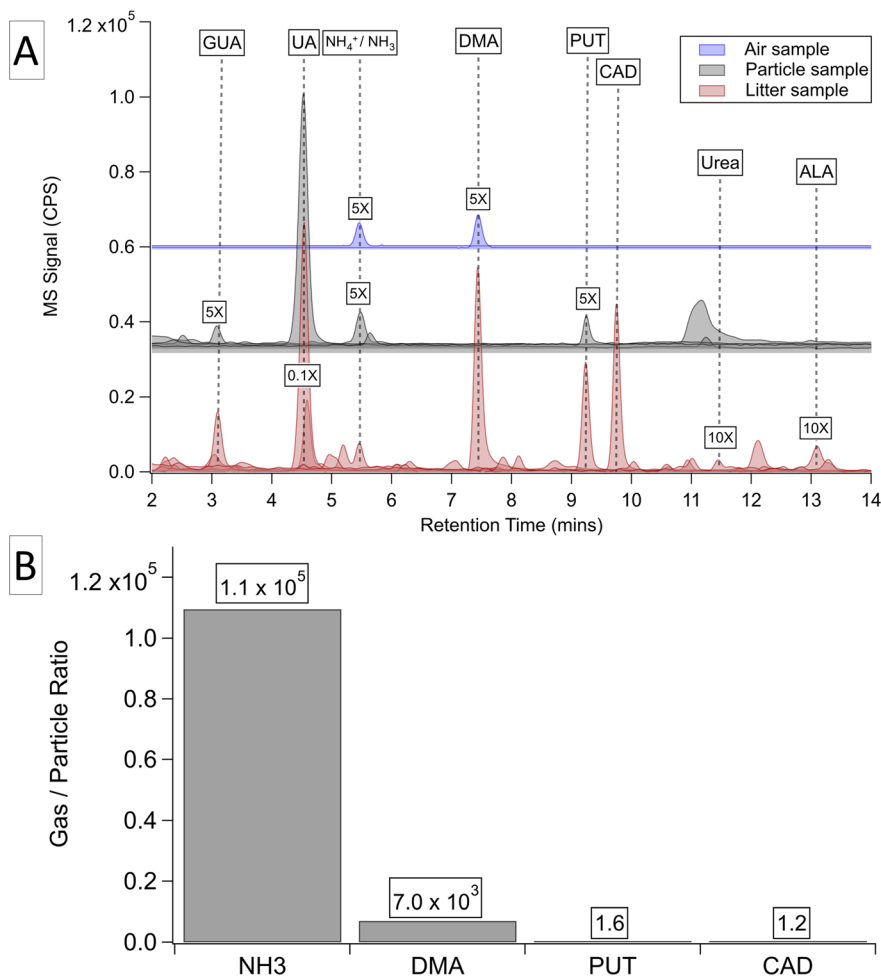 A
1.2 x10⁵
GUA
UA
NH₄⁺ / NH₃
DMA
PUT
CAD
Air sample
Particle sample
Litter sample
1.0
0.8
Urea
ALA
5X
5X
0.6
5X
5X
5X
0.4
0.1X
0.2
10X
10X
0.0
MS Signal (CPS)
2 3 4 5 6 7 8 9 10 11 12 13 14
Retention Time (mins)
B
1.2 x10⁵
1.1 x 10⁵
1.0
0.8
0.6
0.4
0.2
7.0 x 10³
1.6
1.2
0.0
Gas / Particle Ratio
NH3 DMA PUT CAD